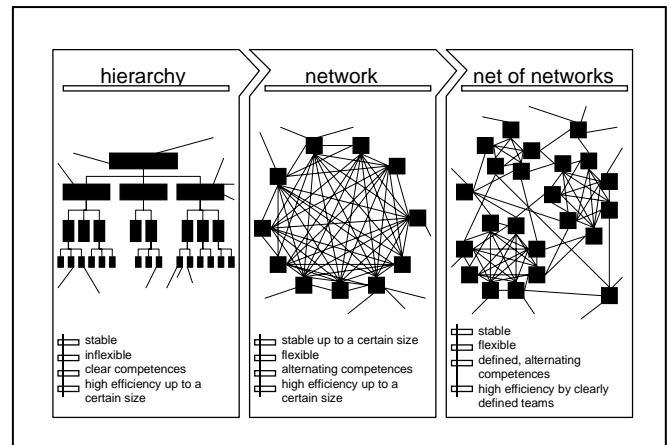 hierarchy
network
net of networks
stable
inflexible
clear competences
high efficiency up to a
certain size
stable up to a certain size
flexible
alternating competences
high efficiency up to a
certain size
stable
flexible
defined, alternating
competences
high efficiency by clearly
defined teams